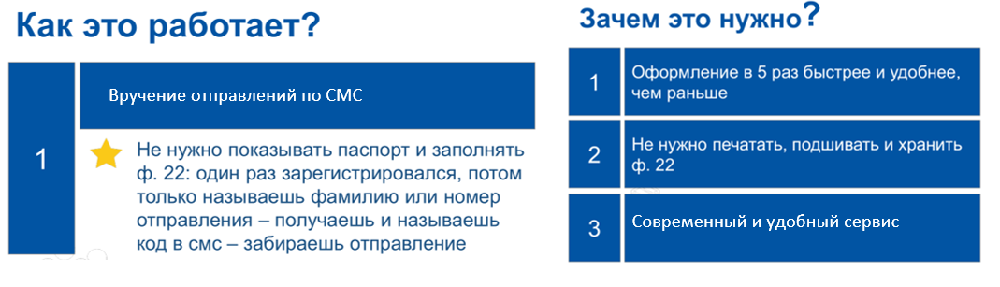 Как это работает?
1
Вручение отправлений по СМС
Не нужно показывать паспорт и заполнять
ф. 22: один раз зарегистрировался, потом
только называешь фамилию или номер
отправления – получаешь и называешь
код в смс – забираешь отправление
Зачем это нужно?
1
Оформление в 5 раз быстрее и удобнее,
чем раньше
2
Не нужно печатать, подшивать и хранить
ф. 22
3
Современный и удобный сервис